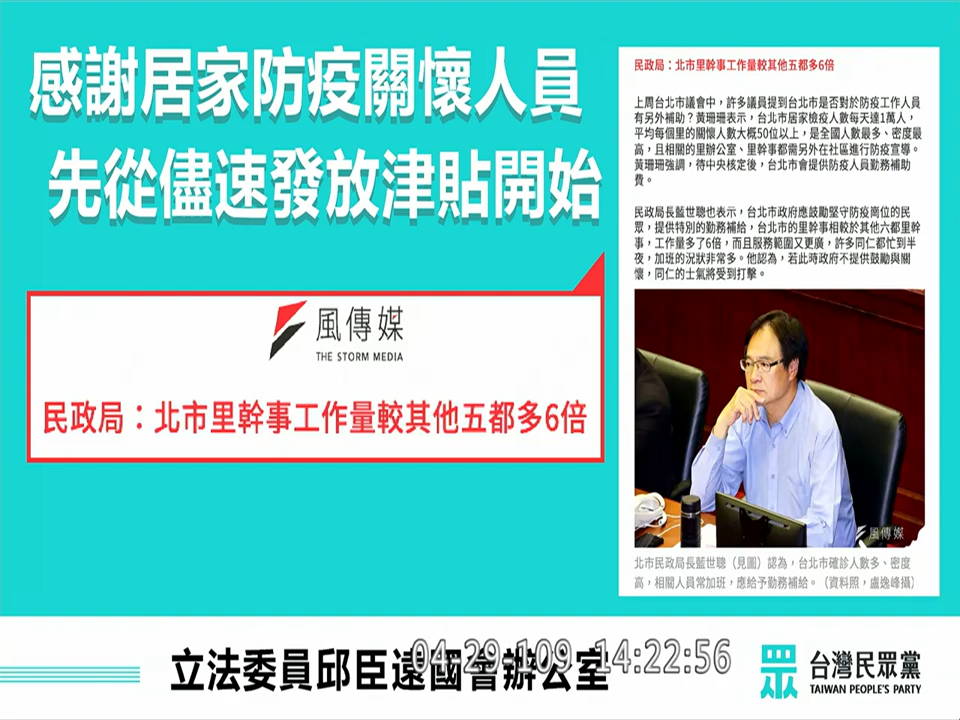 感謝居家防疫關懷人員
先從儘速發放津貼開始
風傳媒
THE STORM MEDIA
民政局：北市里幹事工作量較其他五都多6倍
民政局：北市里幹事工作量較其他五都多6倍
上周台北市議會中，許多議員提到台北市是否對於防疫工作人員
有另外補助？黃珊珊表示，台北市居家檢疫人數每天達1萬人，
平均每個里的關懷人數大概50位以上，是全國人數最多、密度最
高，且相關的里辦公室、里幹事都需另外在社區進行防疫宣導。
黃珊珊強調，待中央核定後，台北市會提供防疫人員勤務補助
費。
民政局長藍世聰也表示，台北市政府應鼓勵堅守防疫崗位的民
眾，提供特別的勤務補給，台北市的里幹事相較於其他六都里幹
事，工作量多了6倍，而且服務範圍又更廣，許多同仁都忙到半
夜，加班的況狀非常多。他認為，若此時政府不提供鼓勵與關
懷，同仁的士氣將受到打擊。
風傳媒
北市民政局長藍世聰（見圖）認為，台北市確診人數多、密度
高，相關人員常加班，應給予勤務補給。（資料照，盧逸峰攝）
立法委員邱臣遠國會辦公室
04-29-109 14:22:56
眾 台灣民眾黨
TAIWAN PEOPLE'S PARTY